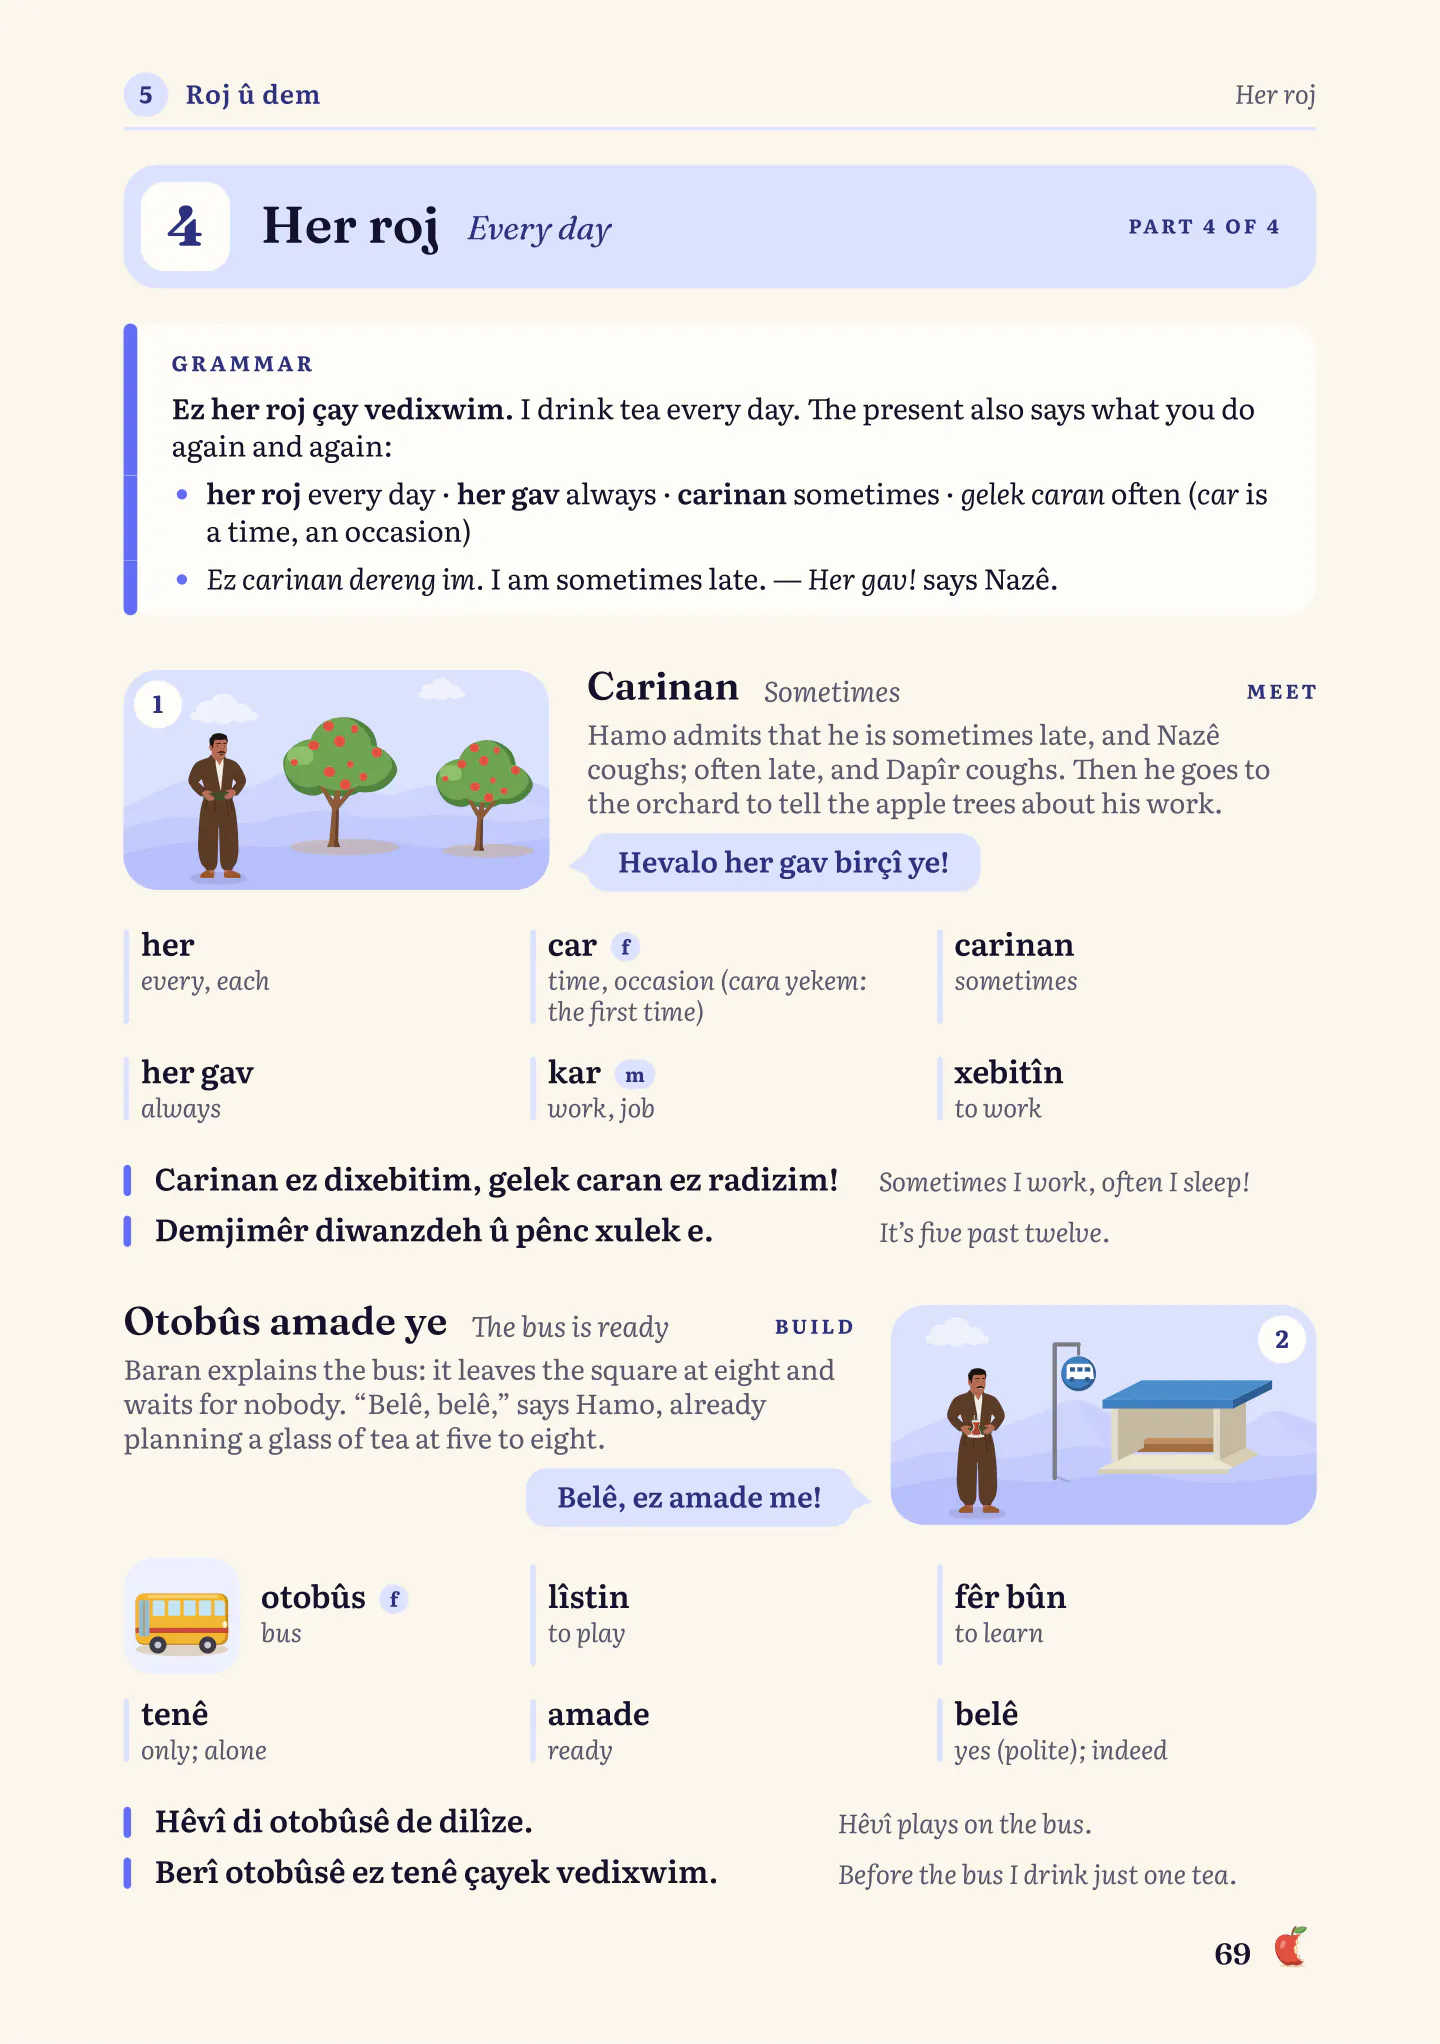 5 Roj û dem
Her roj
4 Her roj Every day PART 4 OF 4
GRAMMAR
Ez her roj çay vedixwim. I drink tea every day. The present also says what you do
again and again:
• her roj every day · her gav always · carinan sometimes · gelek caran often (car is
a time, an occasion)
• Ez carinan dereng im. I am sometimes late. — Her gav! says Nazê.
1
Carinan Sometimes MEET
Hamo admits that he is sometimes late, and Nazê
coughs; often late, and Dapîr coughs. Then he goes to
the orchard to tell the apple trees about his work.
Hevalo her gav birçî ye!
her
every, each
car f
time, occasion (cara yekem:
the first time)
carinan
sometimes
her gav
always
kar m
work, job
xebitîn
to work
Carinan ez dixebitim, gelek caran ez radizim! Sometimes I work, often I sleep!
Demjimêr diwanzdeh û pênc xulek e. It’s five past twelve.
Otobûs amade ye The bus is ready BUILD
Baran explains the bus: it leaves the square at eight and
waits for nobody. “Belê, belê,” says Hamo, already
planning a glass of tea at five to eight.
Belê, ez amade me!
2
otobûs f
bus
lîstin
to play
fêr bûn
to learn
tenê
only; alone
amade
ready
belê
yes (polite); indeed
Hêvî di otobûsê de dilîze. Hêvî plays on the bus.
Berî otobûsê ez tenê çayek vedixwim. Before the bus I drink just one tea.
69